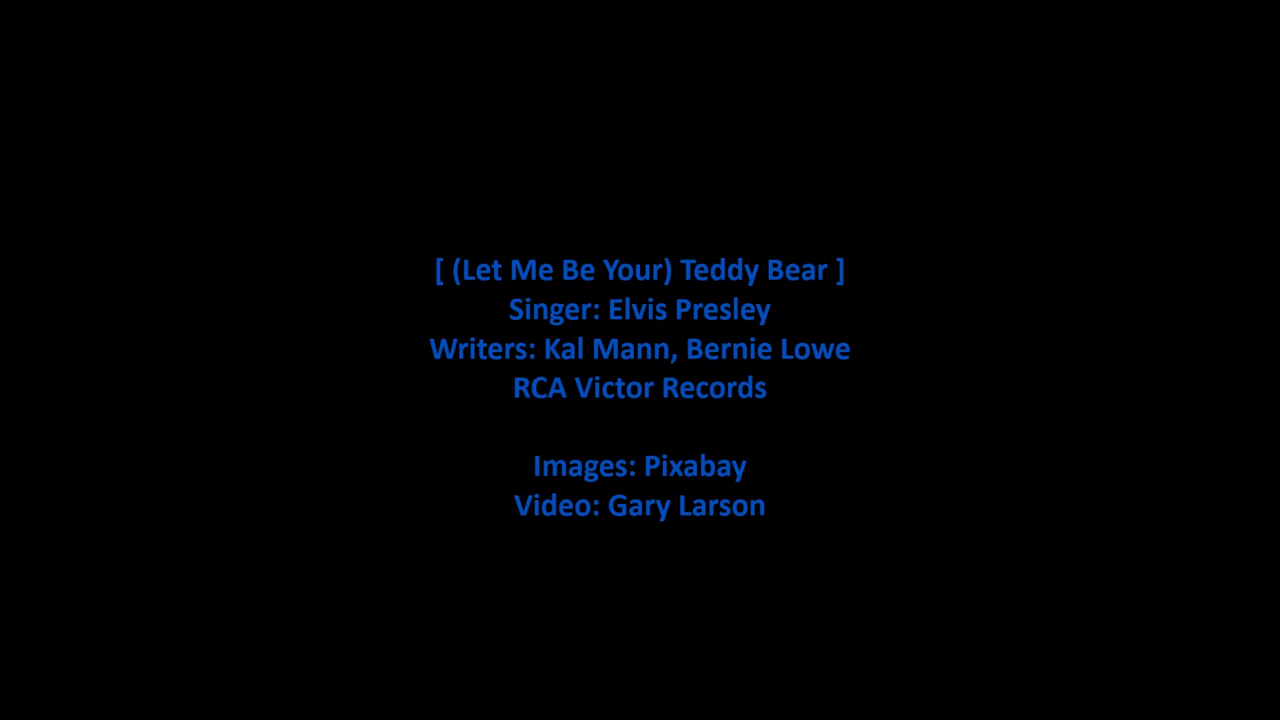 [ (Let Me Be Your) Teddy Bear ]
Singer: Elvis Presley
Writers: Kal Mann, Bernie Lowe
RCA Victor Records
Images: Pixabay
Video: Gary Larson